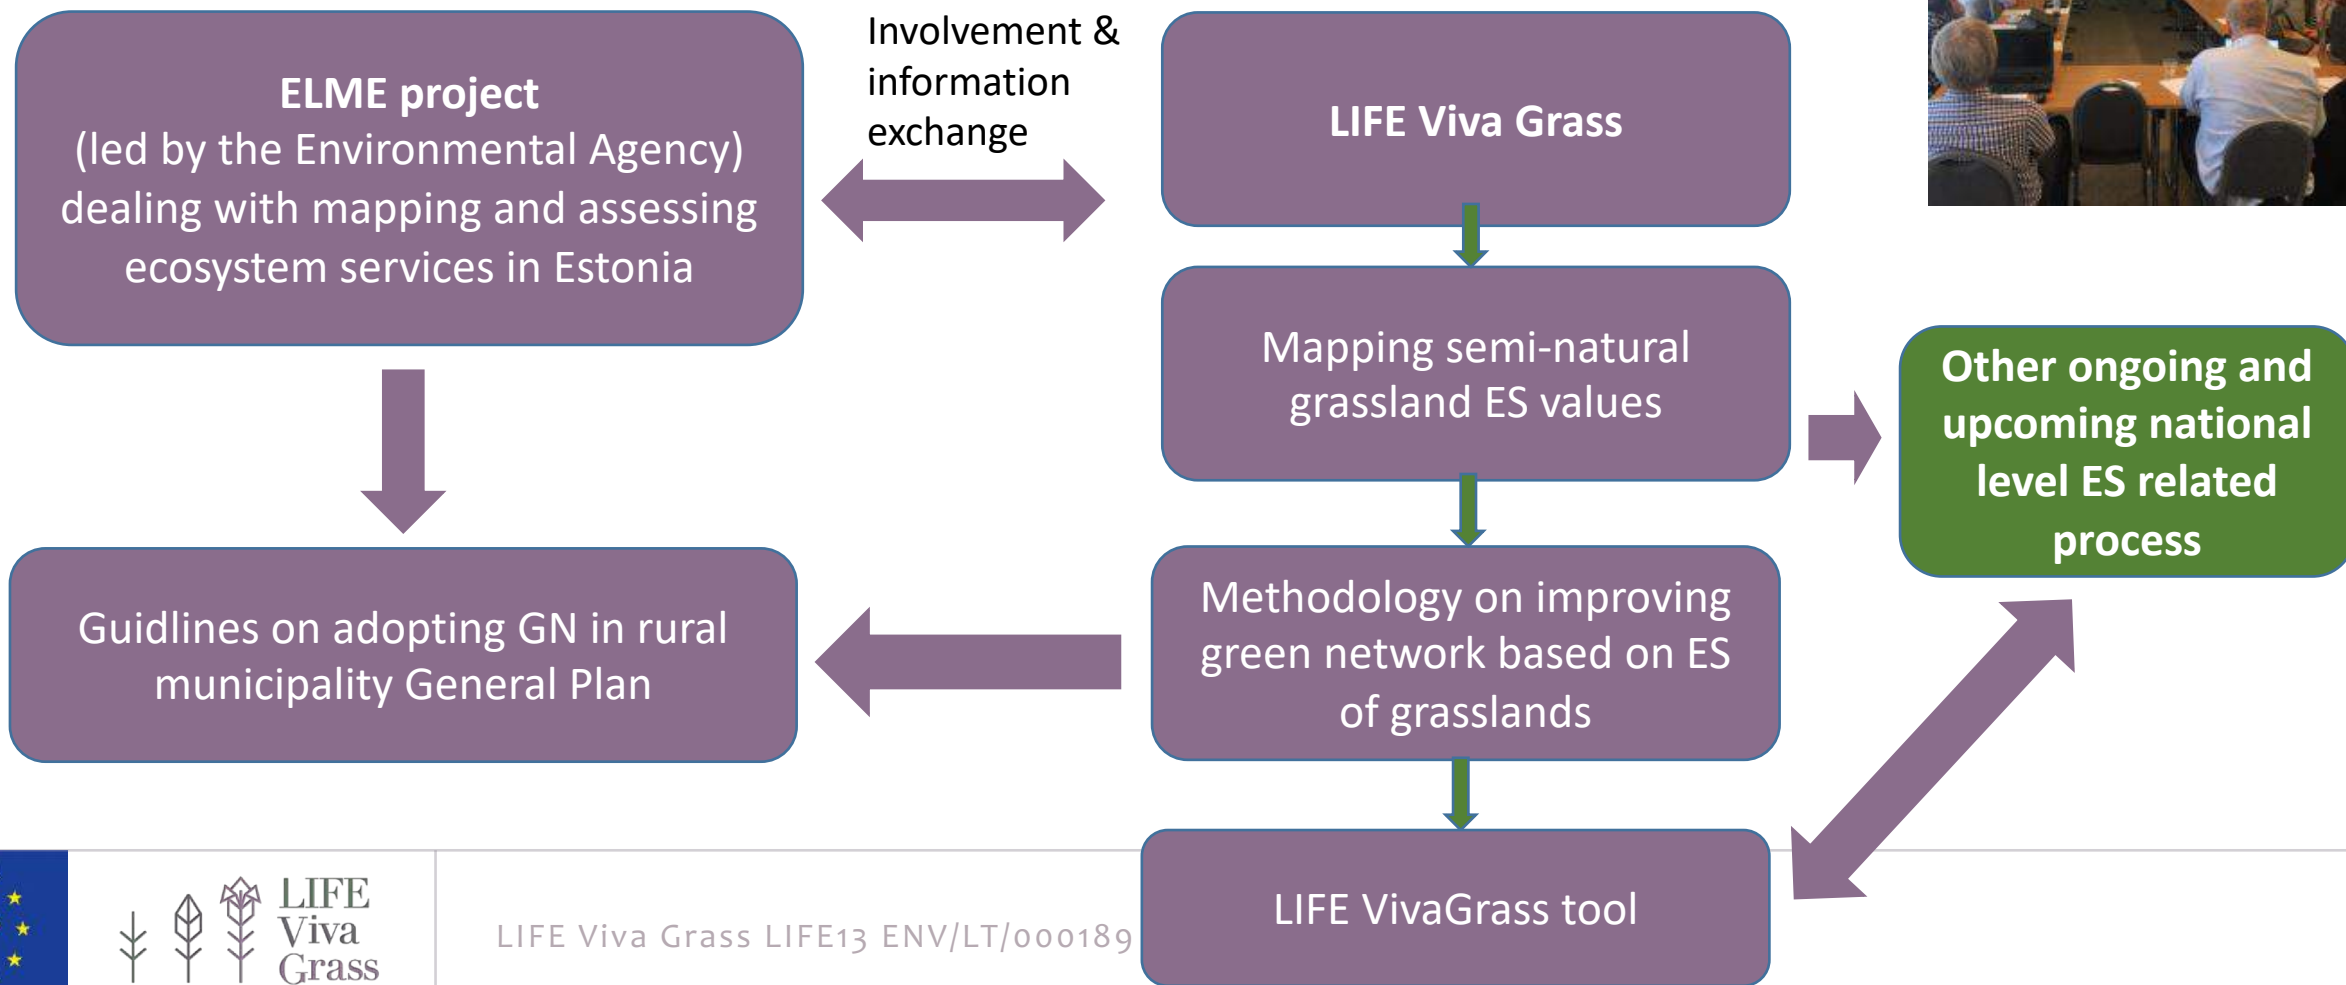 ELME project
(led by the Environmental Agency)
dealing with mapping and assessing
ecosystem services in Estonia
Involvement &
information
exchange
LIFE Viva Grass
Mapping semi-natural
grassland ES values
Other ongoing and
upcoming national
level ES related
process
Guidlines on adopting GN in rural
municipality General Plan
Methodology on improving
green network based on ES
of grasslands
LIFE VivaGrass tool
LIFE
Viva
Grass
LIFE Viva Grass LIFE13 ENV/LT/000189